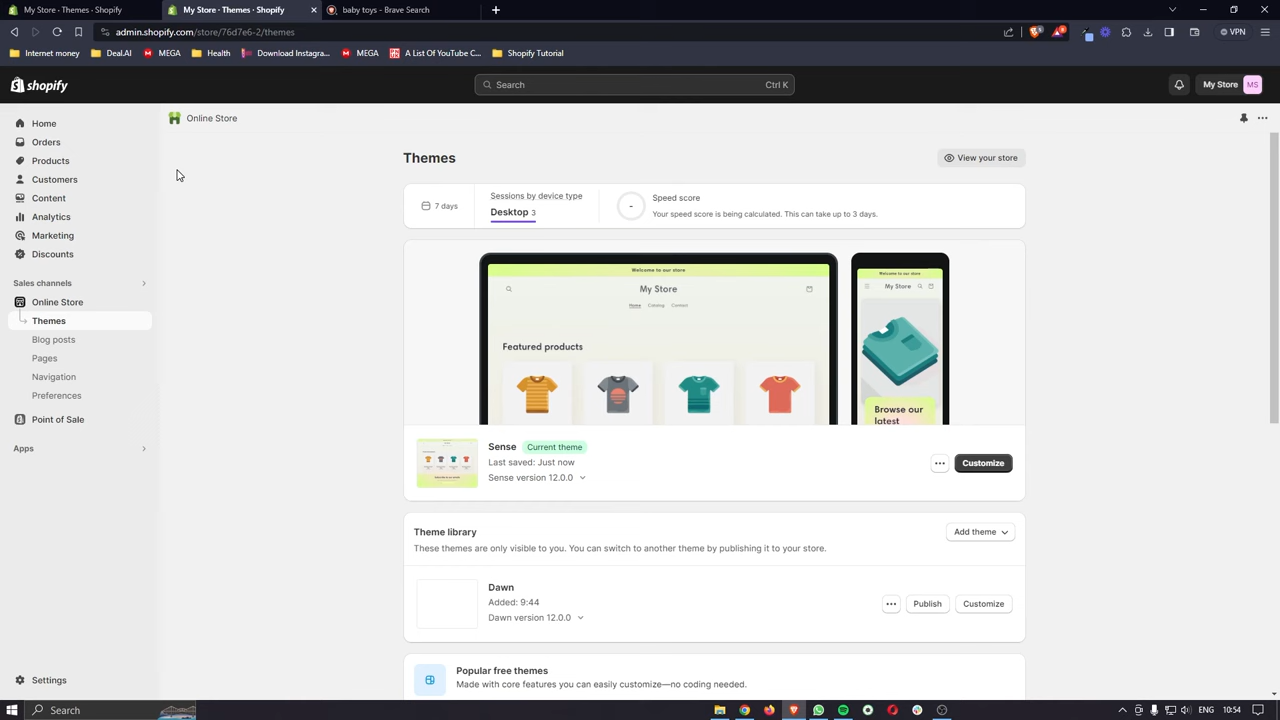 My Store · Themes · Shopify
My Store · Themes · Shopify
baby toys - Brave Search
admin.shopify.com/store/76d7e6-2/themes
VPN
Internet money
Deal.AI
MEGA
Health
Download Instagra...
MEGA
A List Of YouTube C...
Shopify Tutorial
shopify
Search
Ctrl K
My Store
MS
Home
Orders
Products
Customers
Content
Analytics
Marketing
Discounts
Sales channels
Online Store
Themes
Blog posts
Pages
Navigation
Preferences
Point of Sale
Apps
Settings
Online Store
Themes
View your store
7 days
Sessions by device type
Desktop 3
-
Speed score
Your speed score is being calculated. This can take up to 3 days.
Welcome to our store
My Store
Home Catalog Contact
Featured products
Welcome to our store
My Store
Browse our
latest
Sense
Current theme
Last saved: Just now
Sense version 12.0.0
Customize
Theme library
Add theme
These themes are only visible to you. You can switch to another theme by publishing it to your store.
Dawn
Added: 9:44
Dawn version 12.0.0
Publish
Customize
Popular free themes
Made with core features you can easily customize—no coding needed.
Search
ENG
10:54